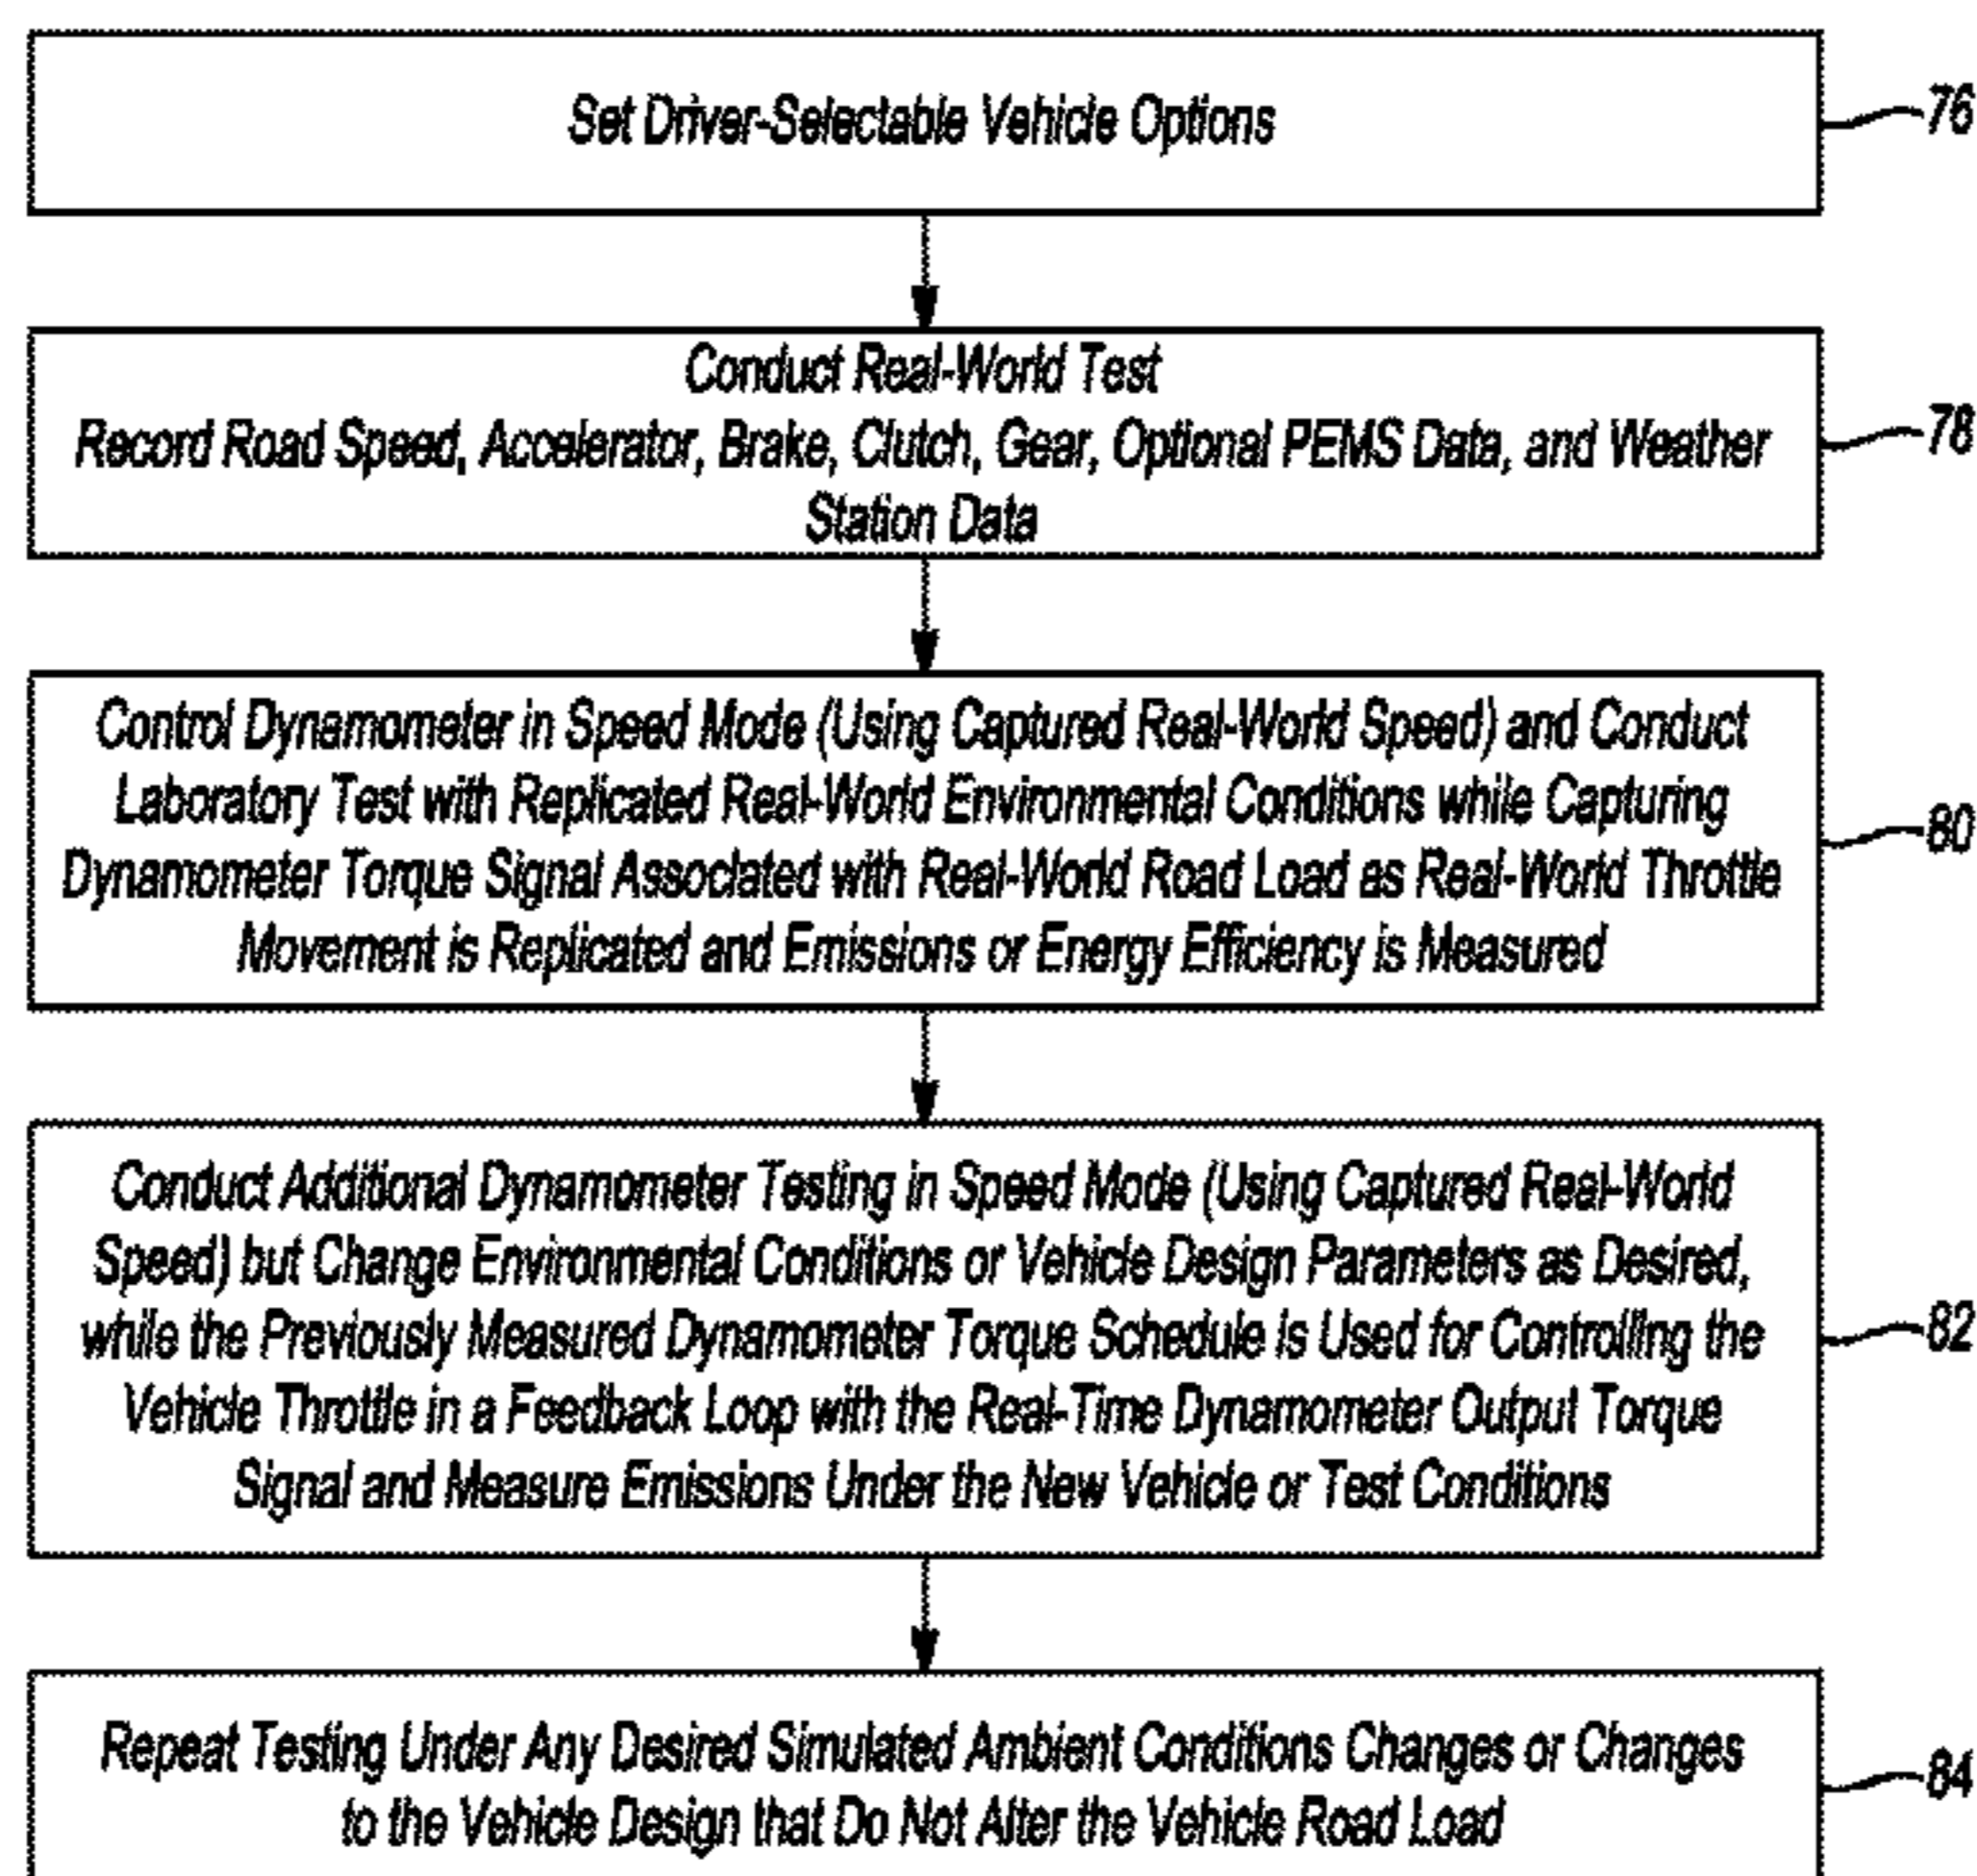 Set Driver-Selectable Vehicle Options
76
Conduct Real-World Test
Record Road Speed, Accelerator, Brake, Clutch, Gear, Optional PEMS Data, and Weather
Station Data
78
Control Dynamometer in Speed Mode (Using Captured Real-World Speed) and Conduct
Laboratory Test with Replicated Real-World Environmental Conditions while Capturing
Dynamometer Torque Signal Associated with Real-World Road Load as Real-World Throttle
Movement is Replicated and Emissions or Energy Efficiency is Measured
80
Conduct Additional Dynamometer Testing in Speed Mode (Using Captured Real-World
Speed) but Change Environmental Conditions or Vehicle Design Parameters as Desired,
while the Previously Measured Dynamometer Torque Schedule is Used for Controlling the
Vehicle Throttle in a Feedback Loop with the Real-Time Dynamometer Output Torque
Signal and Measure Emissions Under the New Vehicle or Test Conditions
82
Repeat Testing Under Any Desired Simulated Ambient Conditions Changes or Changes
to the Vehicle Design that Do Not Alter the Vehicle Road Load
84